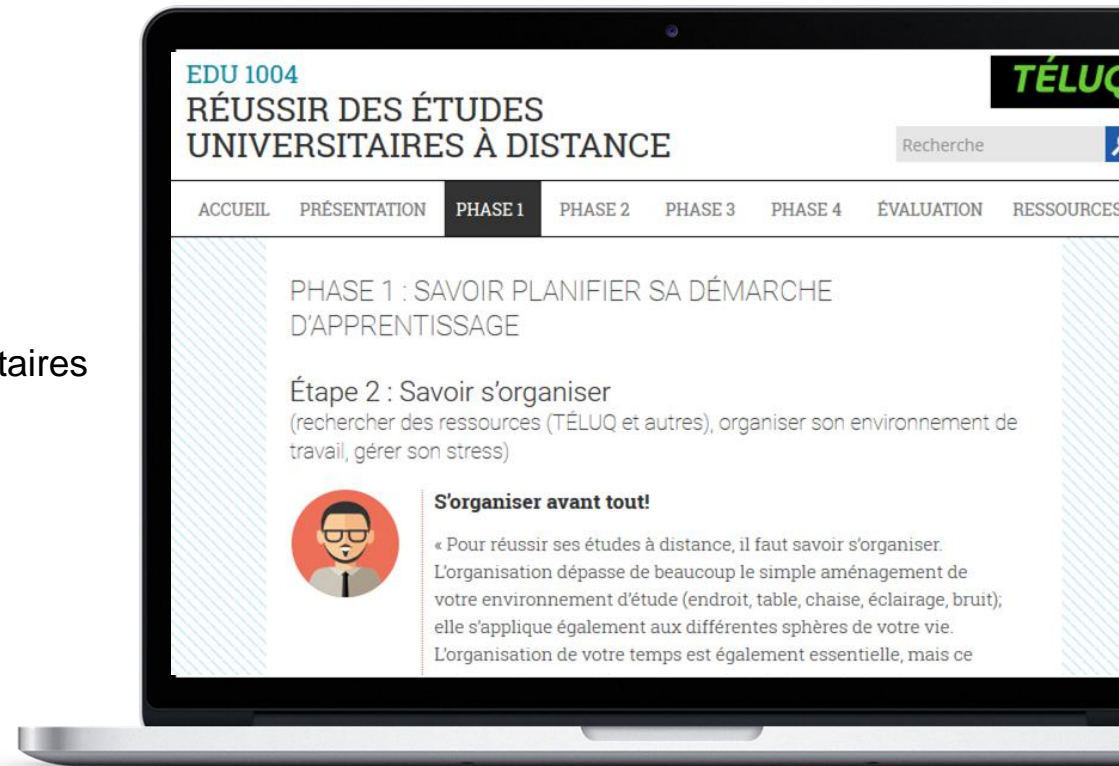 EDU 1004
RÉUSSIR DES ÉTUDES
UNIVERSITAIRES À DISTANCE
TÉLUQ
Recherche
ACCUEIL PRÉSENTATION PHASE 1 PHASE 2 PHASE 3 PHASE 4 ÉVALUATION RESSOURCES
PHASE 1 : SAVOIR PLANIFIER SA DÉMARCHE
D'APPRENTISSAGE
taires
Étape 2 : Savoir s'organiser
(rechercher des ressources (TÉLUQ et autres), organiser son environnement de
travail, gérer son stress)
S'organiser avant tout!
« Pour réussir ses études à distance, il faut savoir s'organiser.
L'organisation dépasse de beaucoup le simple aménagement de
votre environnement d'étude (endroit, table, chaise, éclairage, bruit);
elle s'applique également aux différentes sphères de votre vie.
L'organisation de votre temps est également essentielle, mais ce